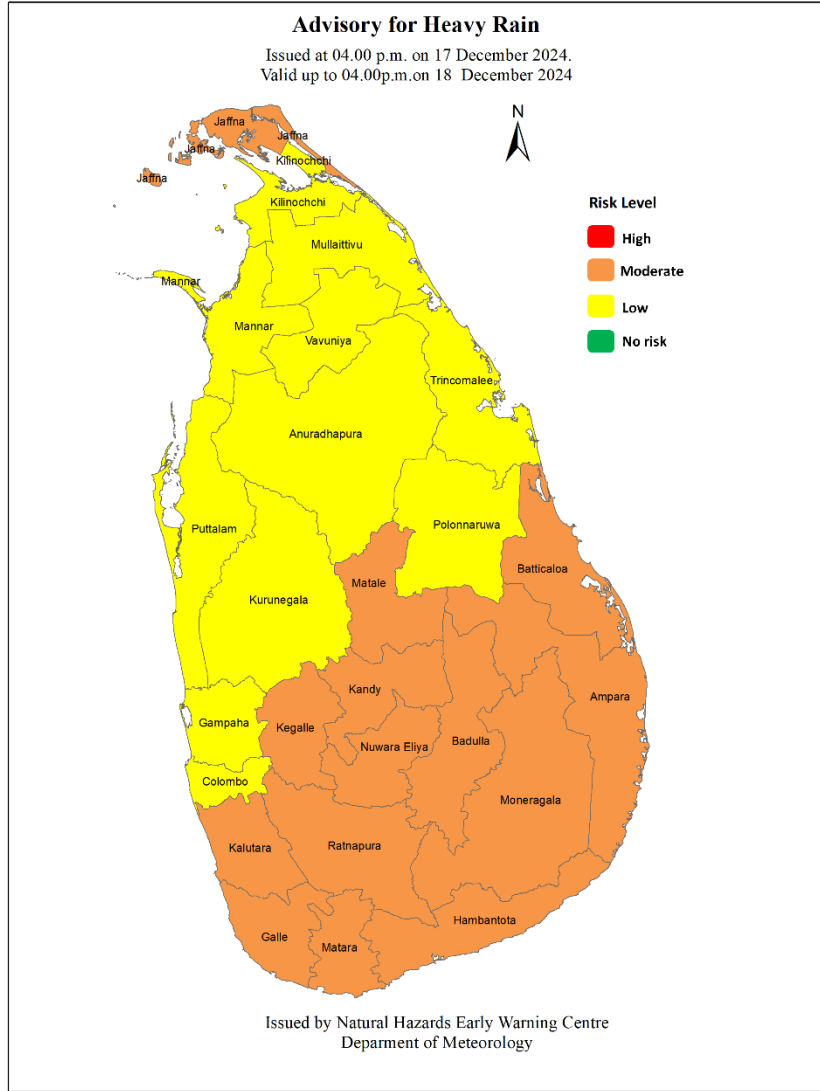 Advisory for Heavy Rain
Issued at 04.00 p.m. on 17 December 2024.
Valid up to 04.00p.m.on 18 December 2024
N
Jaffna
Jaffna
Jaffna
Kilinochchi
Jaffna
Kilinochchi
Risk Level
High
Mullaittivu
Moderate
Mannar
Low
Mannar
Vavuniya
No risk
Trincomalee
Anuradhapura
Puttalam
Polonnaruwa
Batticaloa
Matale
Kurunegala
Kandy
Ampara
Gampaha
Kegalle
Nuwara Eliya
Badulla
Colombo
Moneragala
Kalutara
Ratnapura
Hambantota
Galle
Matara
Issued by Natural Hazards Early Warning Centre
Deparment of Meteorology